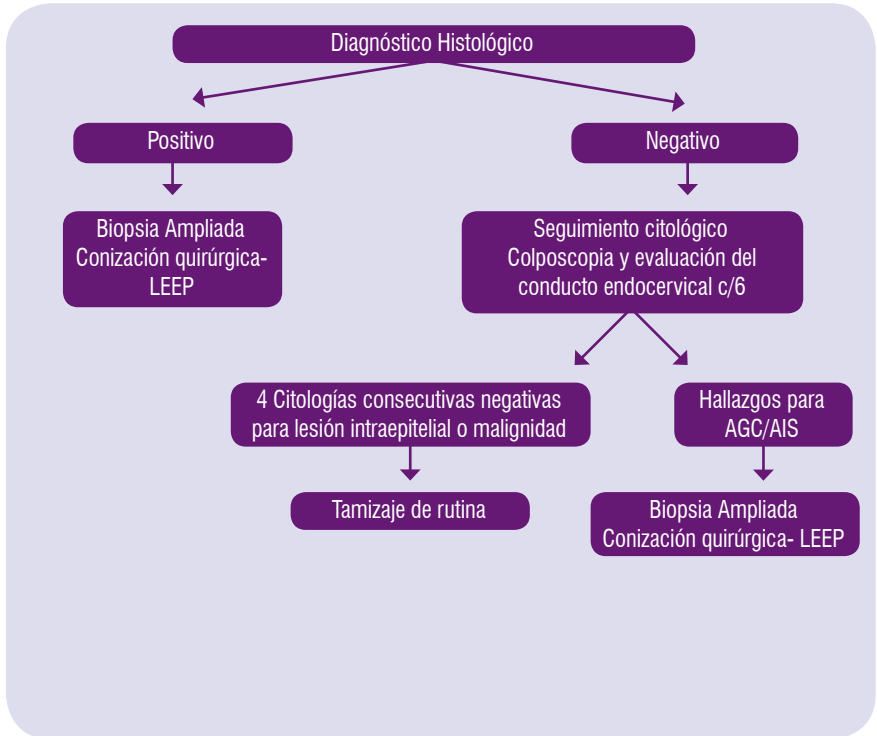 Diagnóstico Histológico
Positivo
Negativo
Biopsia Ampliada
Conización quirúrgica-
LEEP
Seguimiento citológico
Colposcopia y evaluación del
conducto endocervical c/6
4 Citologías consecutivas negativas
para lesión intraepitelial o malignidad
Hallazgos para
AGC/AIS
Tamizaje de rutina
Biopsia Ampliada
Conización quirúrgica- LEEP